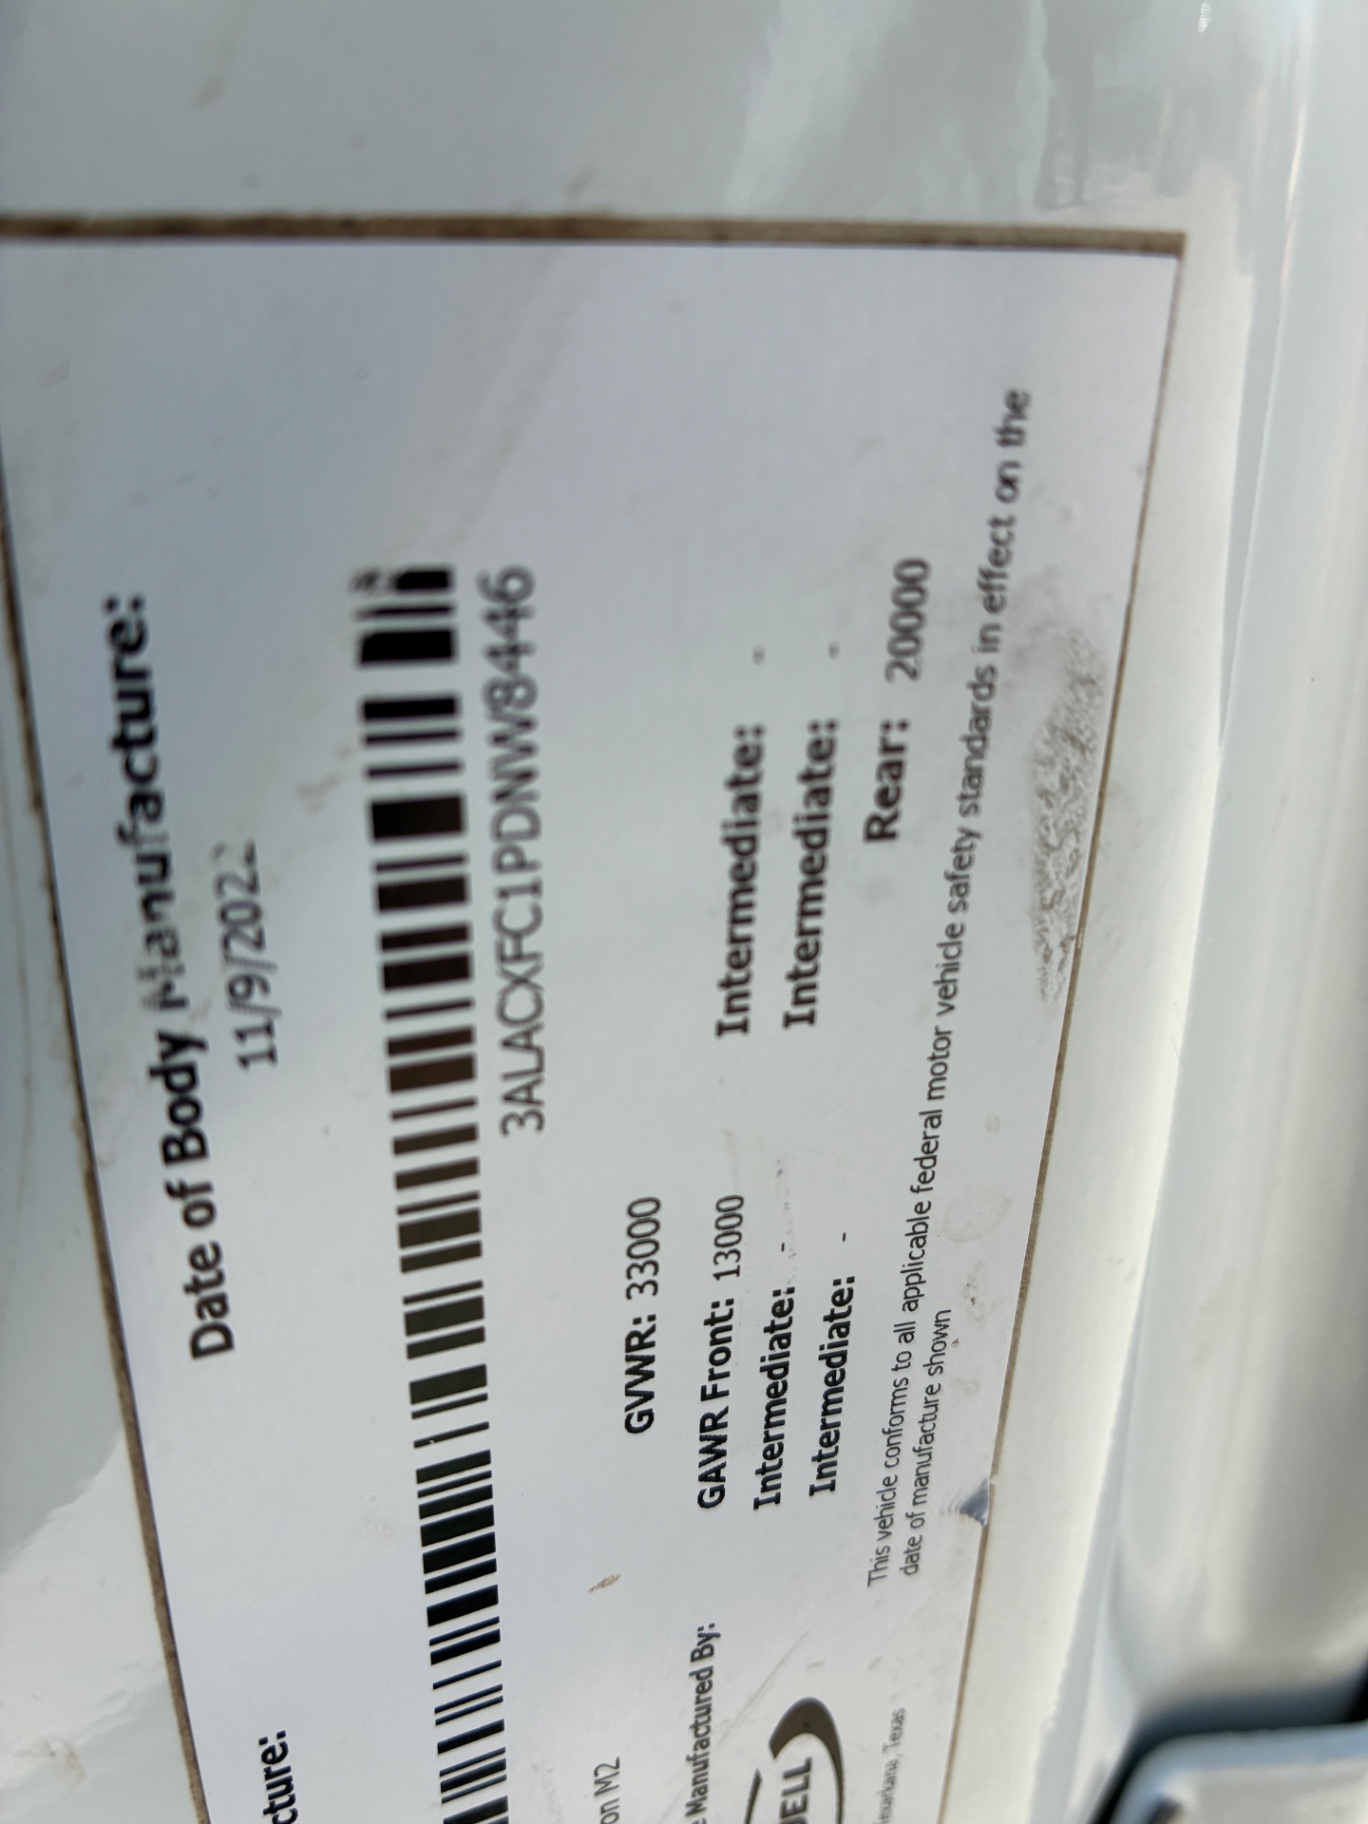 Date of Body Manufacture:
11/9/2022
cture:
3ALACXFC1PDNW8446
on M2
GVWR: 33000
Manufactured By:
GAWR Front: 13000
Intermediate: -
Intermediate: -
Intermediate: -
Intermediate: -
Rear: 20000
ELL
Texarkana, Texas
This vehicle conforms to all applicable federal motor vehicle safety standards in effect on the
date of manufacture shown